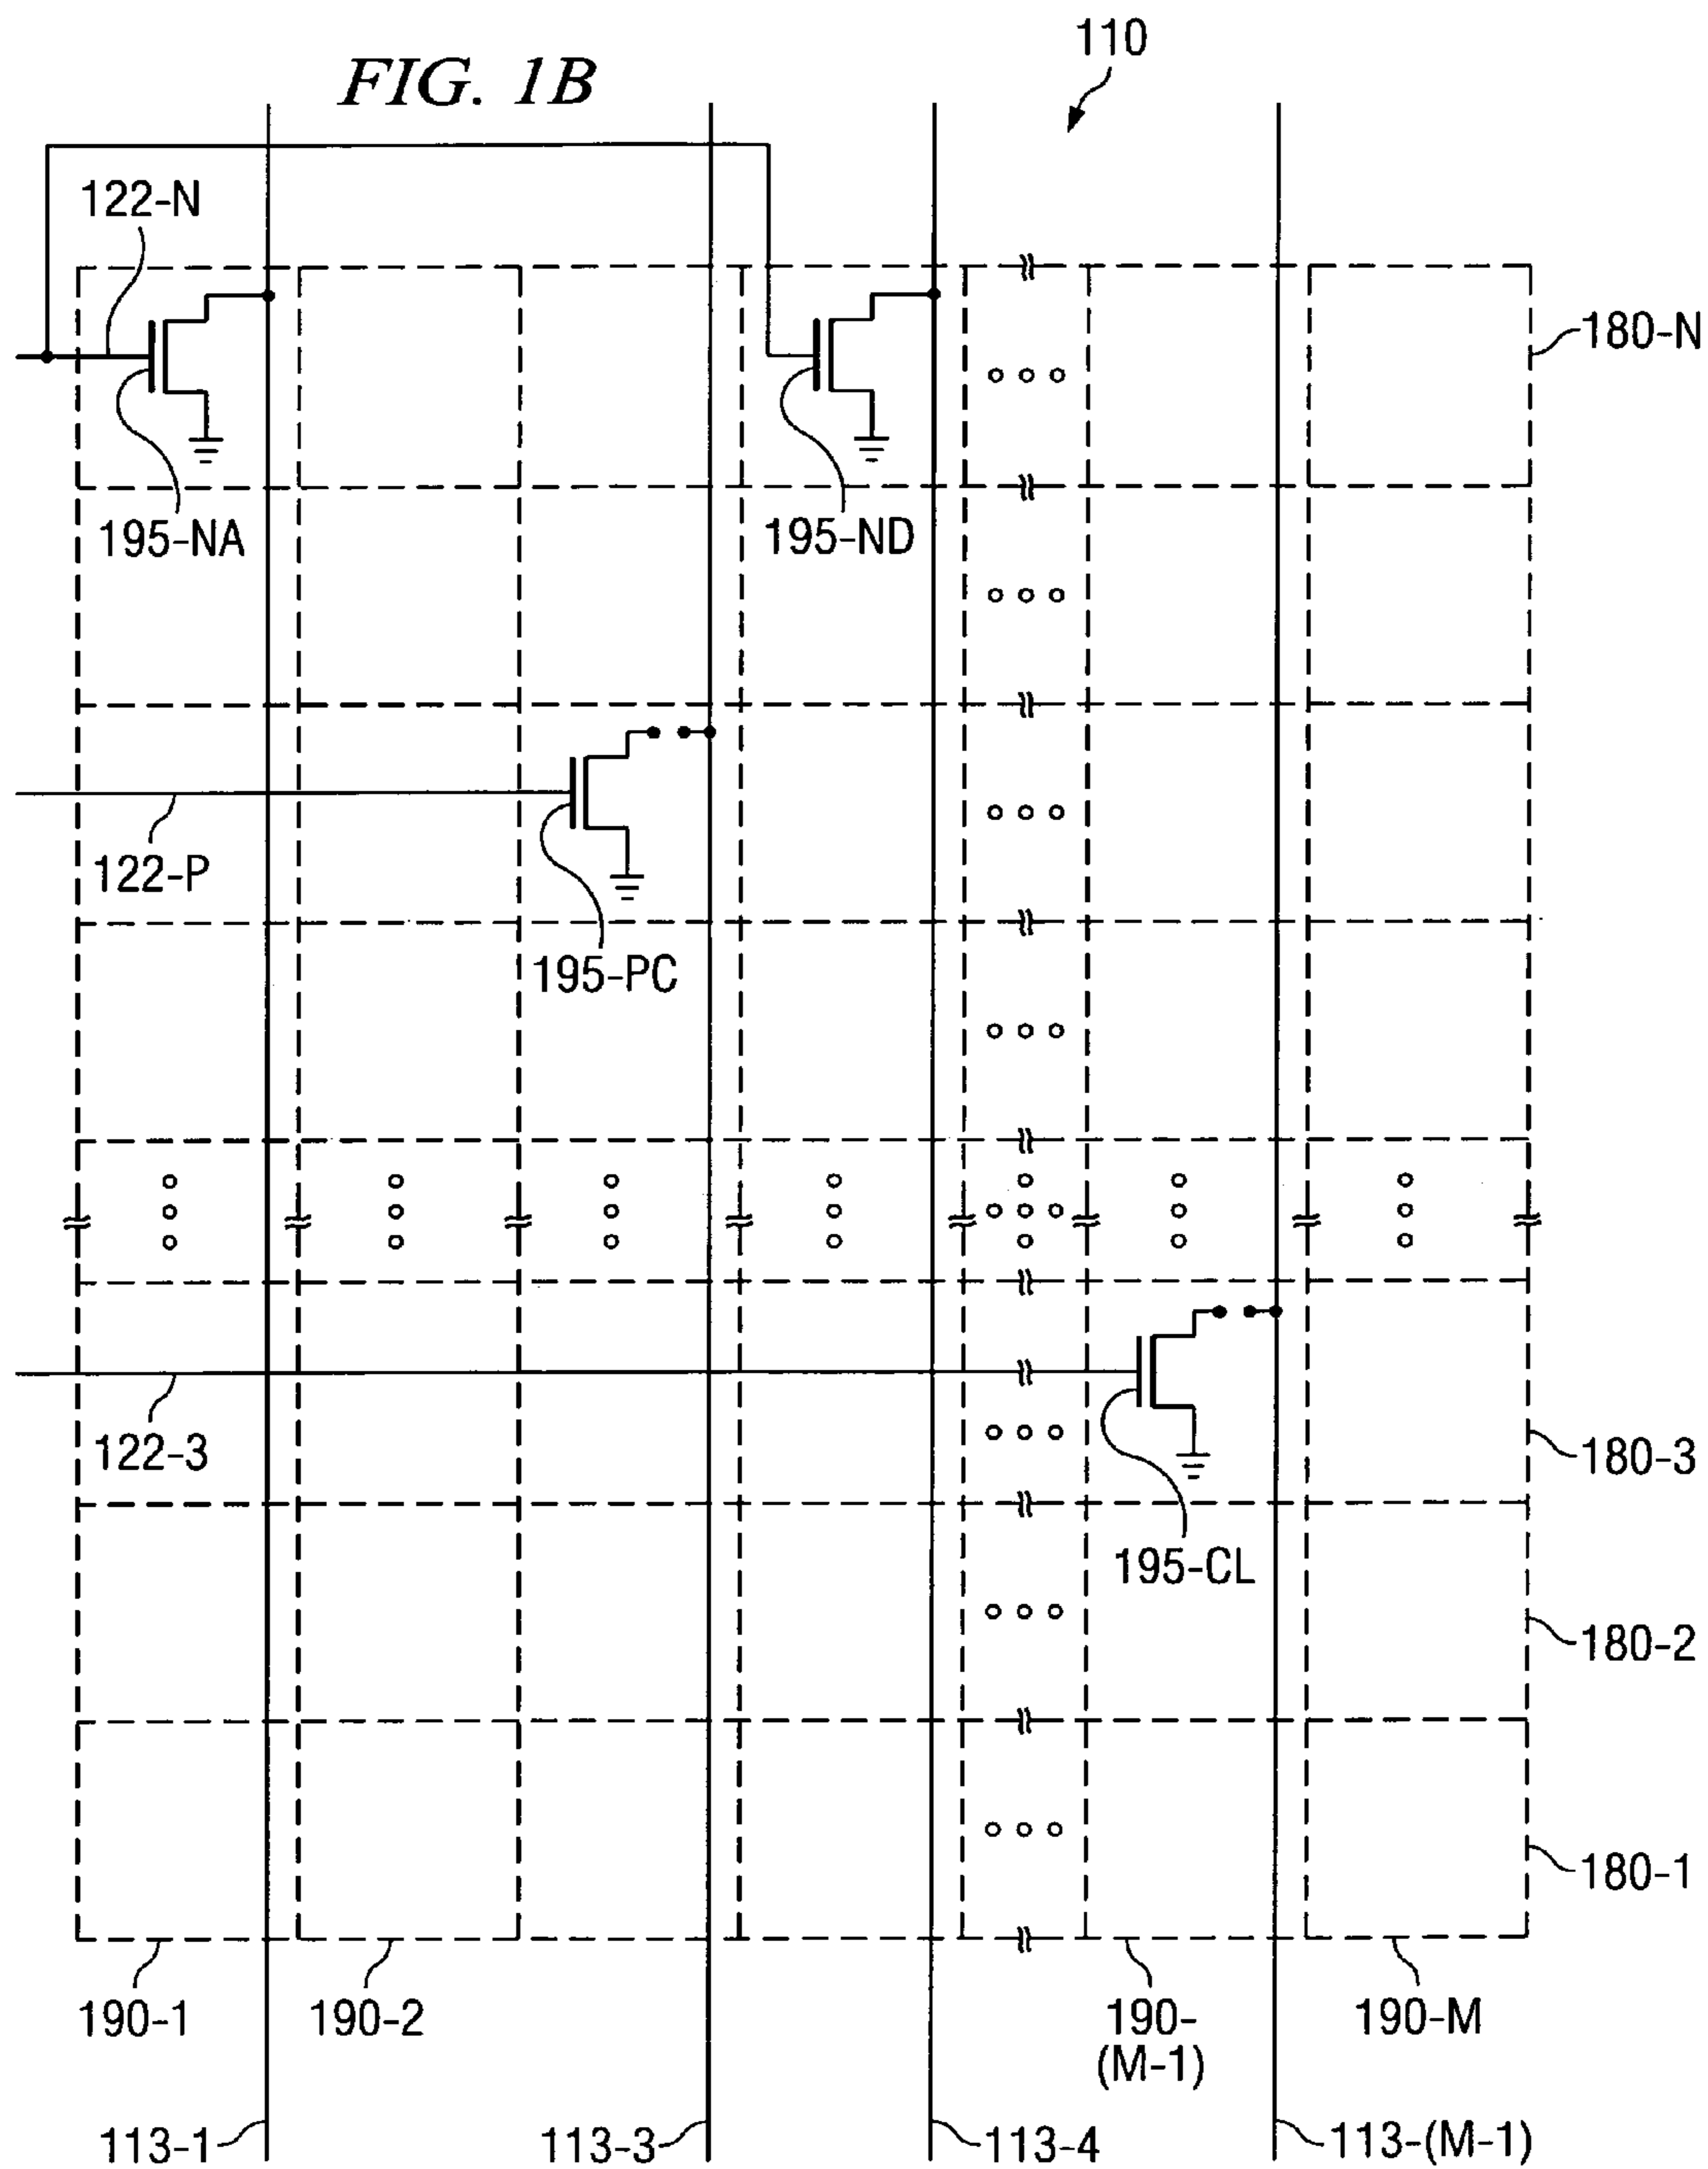 110
FIG. 1B
122-N
180-N
195-NA
195-ND
122-P
195-PC
122-3
180-3
195-CL
180-2
180-1
190-1
190-2
190-
(M-1)
190-M
113-1
113-3
113-4
113-(M-1)